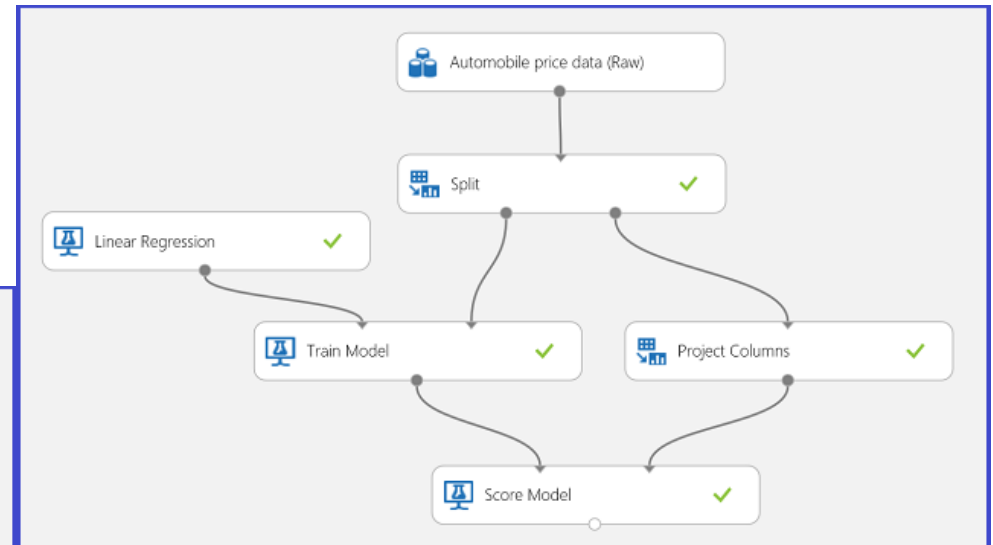 Automobile price data (Raw)
Split
Linear Regression
Train Model
Project Columns
Score Model